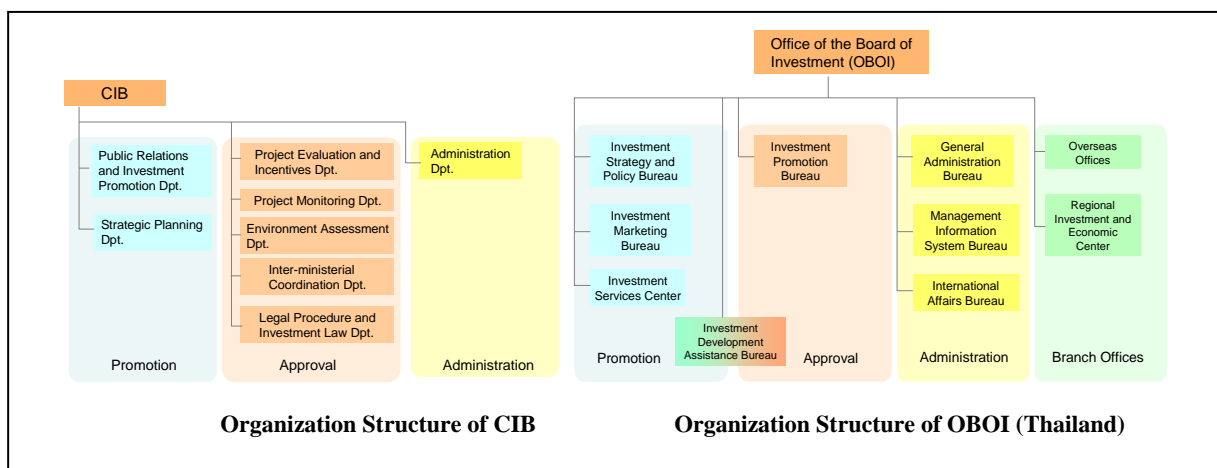 CIB
Public Relations
and Investment
Promotion Dpt.
Strategic Planning
Dpt.
Promotion
Project Evaluation and
Incentives Dpt.
Project Monitoring Dpt.
Environment Assessment
Dpt.
Inter-ministerial
Coordination Dpt.
Legal Procedure and
Investment Law Dpt.
Approval
Administration
Dpt.
Administration
Organization Structure of CIB
Office of the Board of
Investment (OBOI)
Investment
Strategy and
Policy Bureau
Investment
Marketing
Bureau
Investment
Services Center
Promotion
Investment
Development
Assistance Bureau
Investment
Promotion
Bureau
Approval
General
Administration
Bureau
Management
Information
System Bureau
International
Affairs Bureau
Administration
Overseas
Offices
Regional
Investment and
Economic
Center
Branch Offices
Organization Structure of OBOI (Thailand)